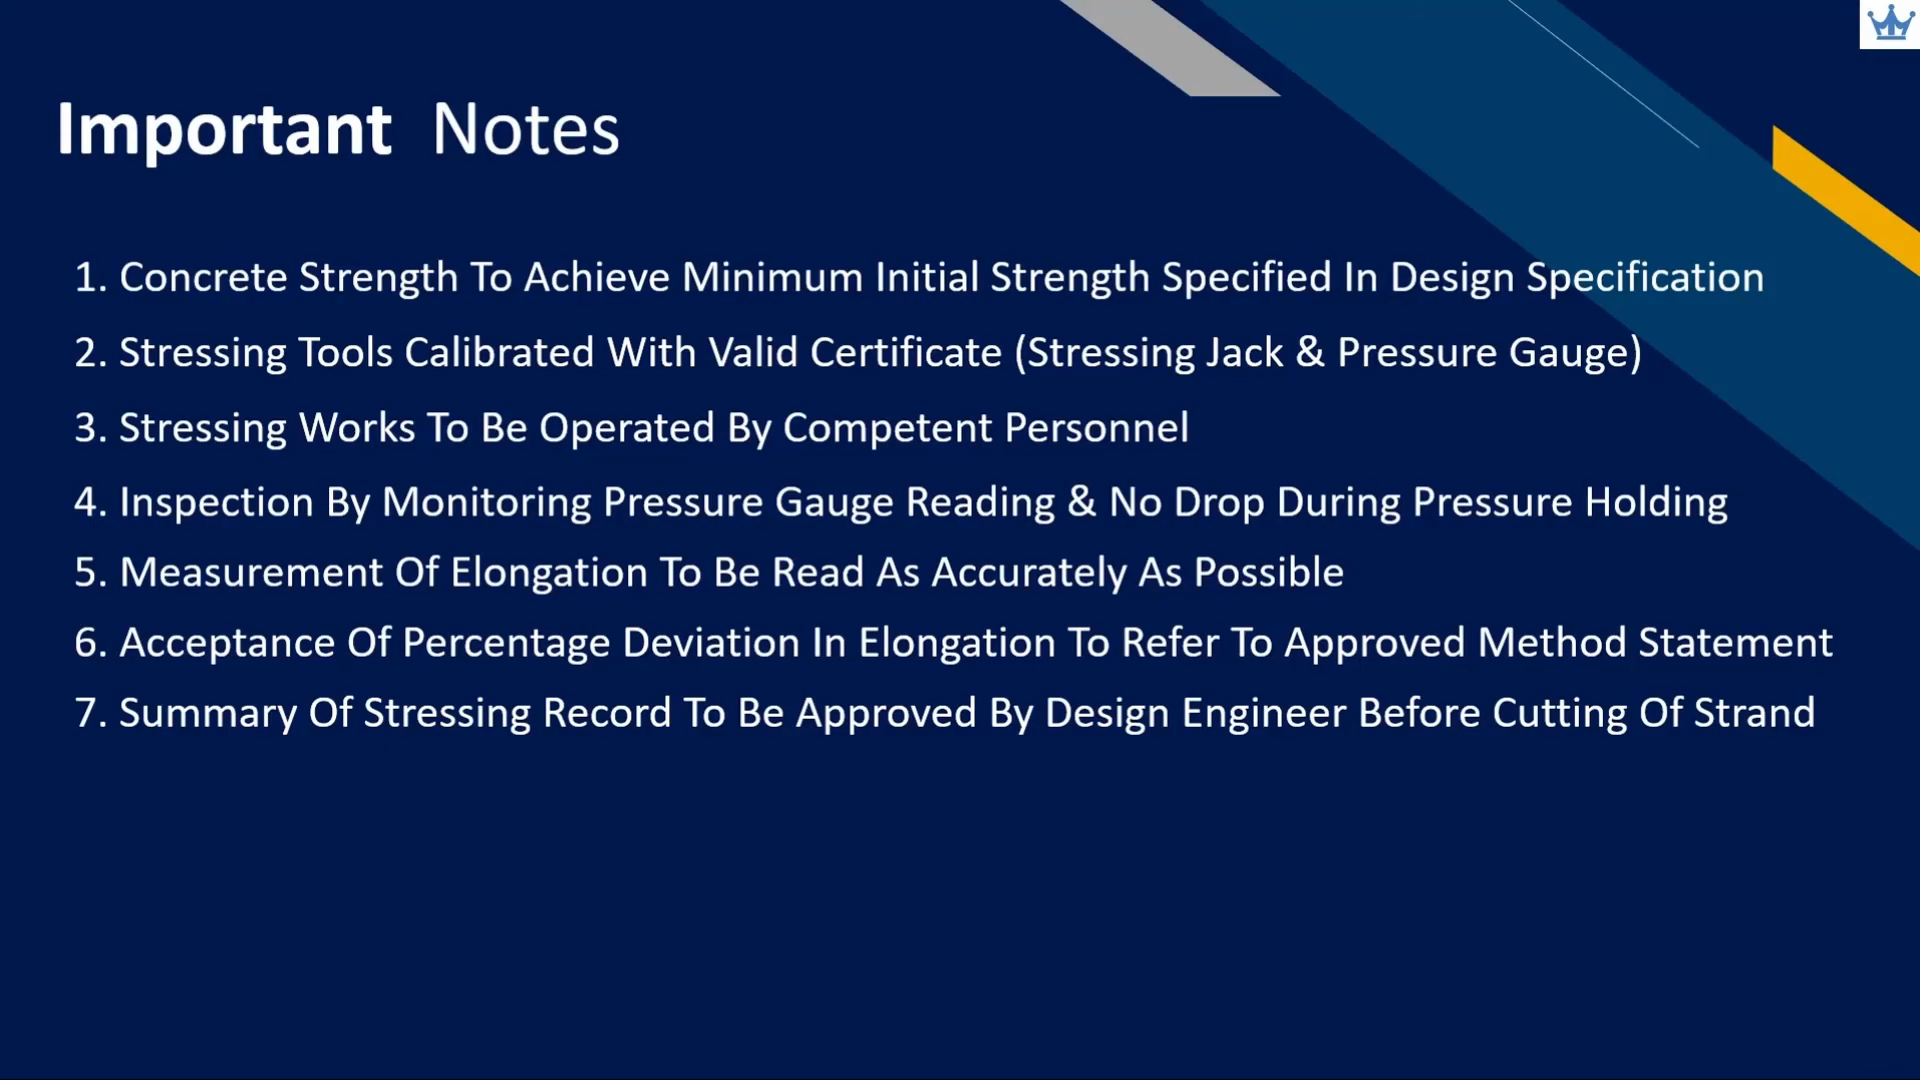 Important Notes
1. Concrete Strength To Achieve Minimum Initial Strength Specified In Design Specification
2. Stressing Tools Calibrated With Valid Certificate (Stressing Jack & Pressure Gauge)
3. Stressing Works To Be Operated By Competent Personnel
4. Inspection By Monitoring Pressure Gauge Reading & No Drop During Pressure Holding
5. Measurement Of Elongation To Be Read As Accurately As Possible
6. Acceptance Of Percentage Deviation In Elongation To Refer To Approved Method Statement
7. Summary Of Stressing Record To Be Approved By Design Engineer Before Cutting Of Strand